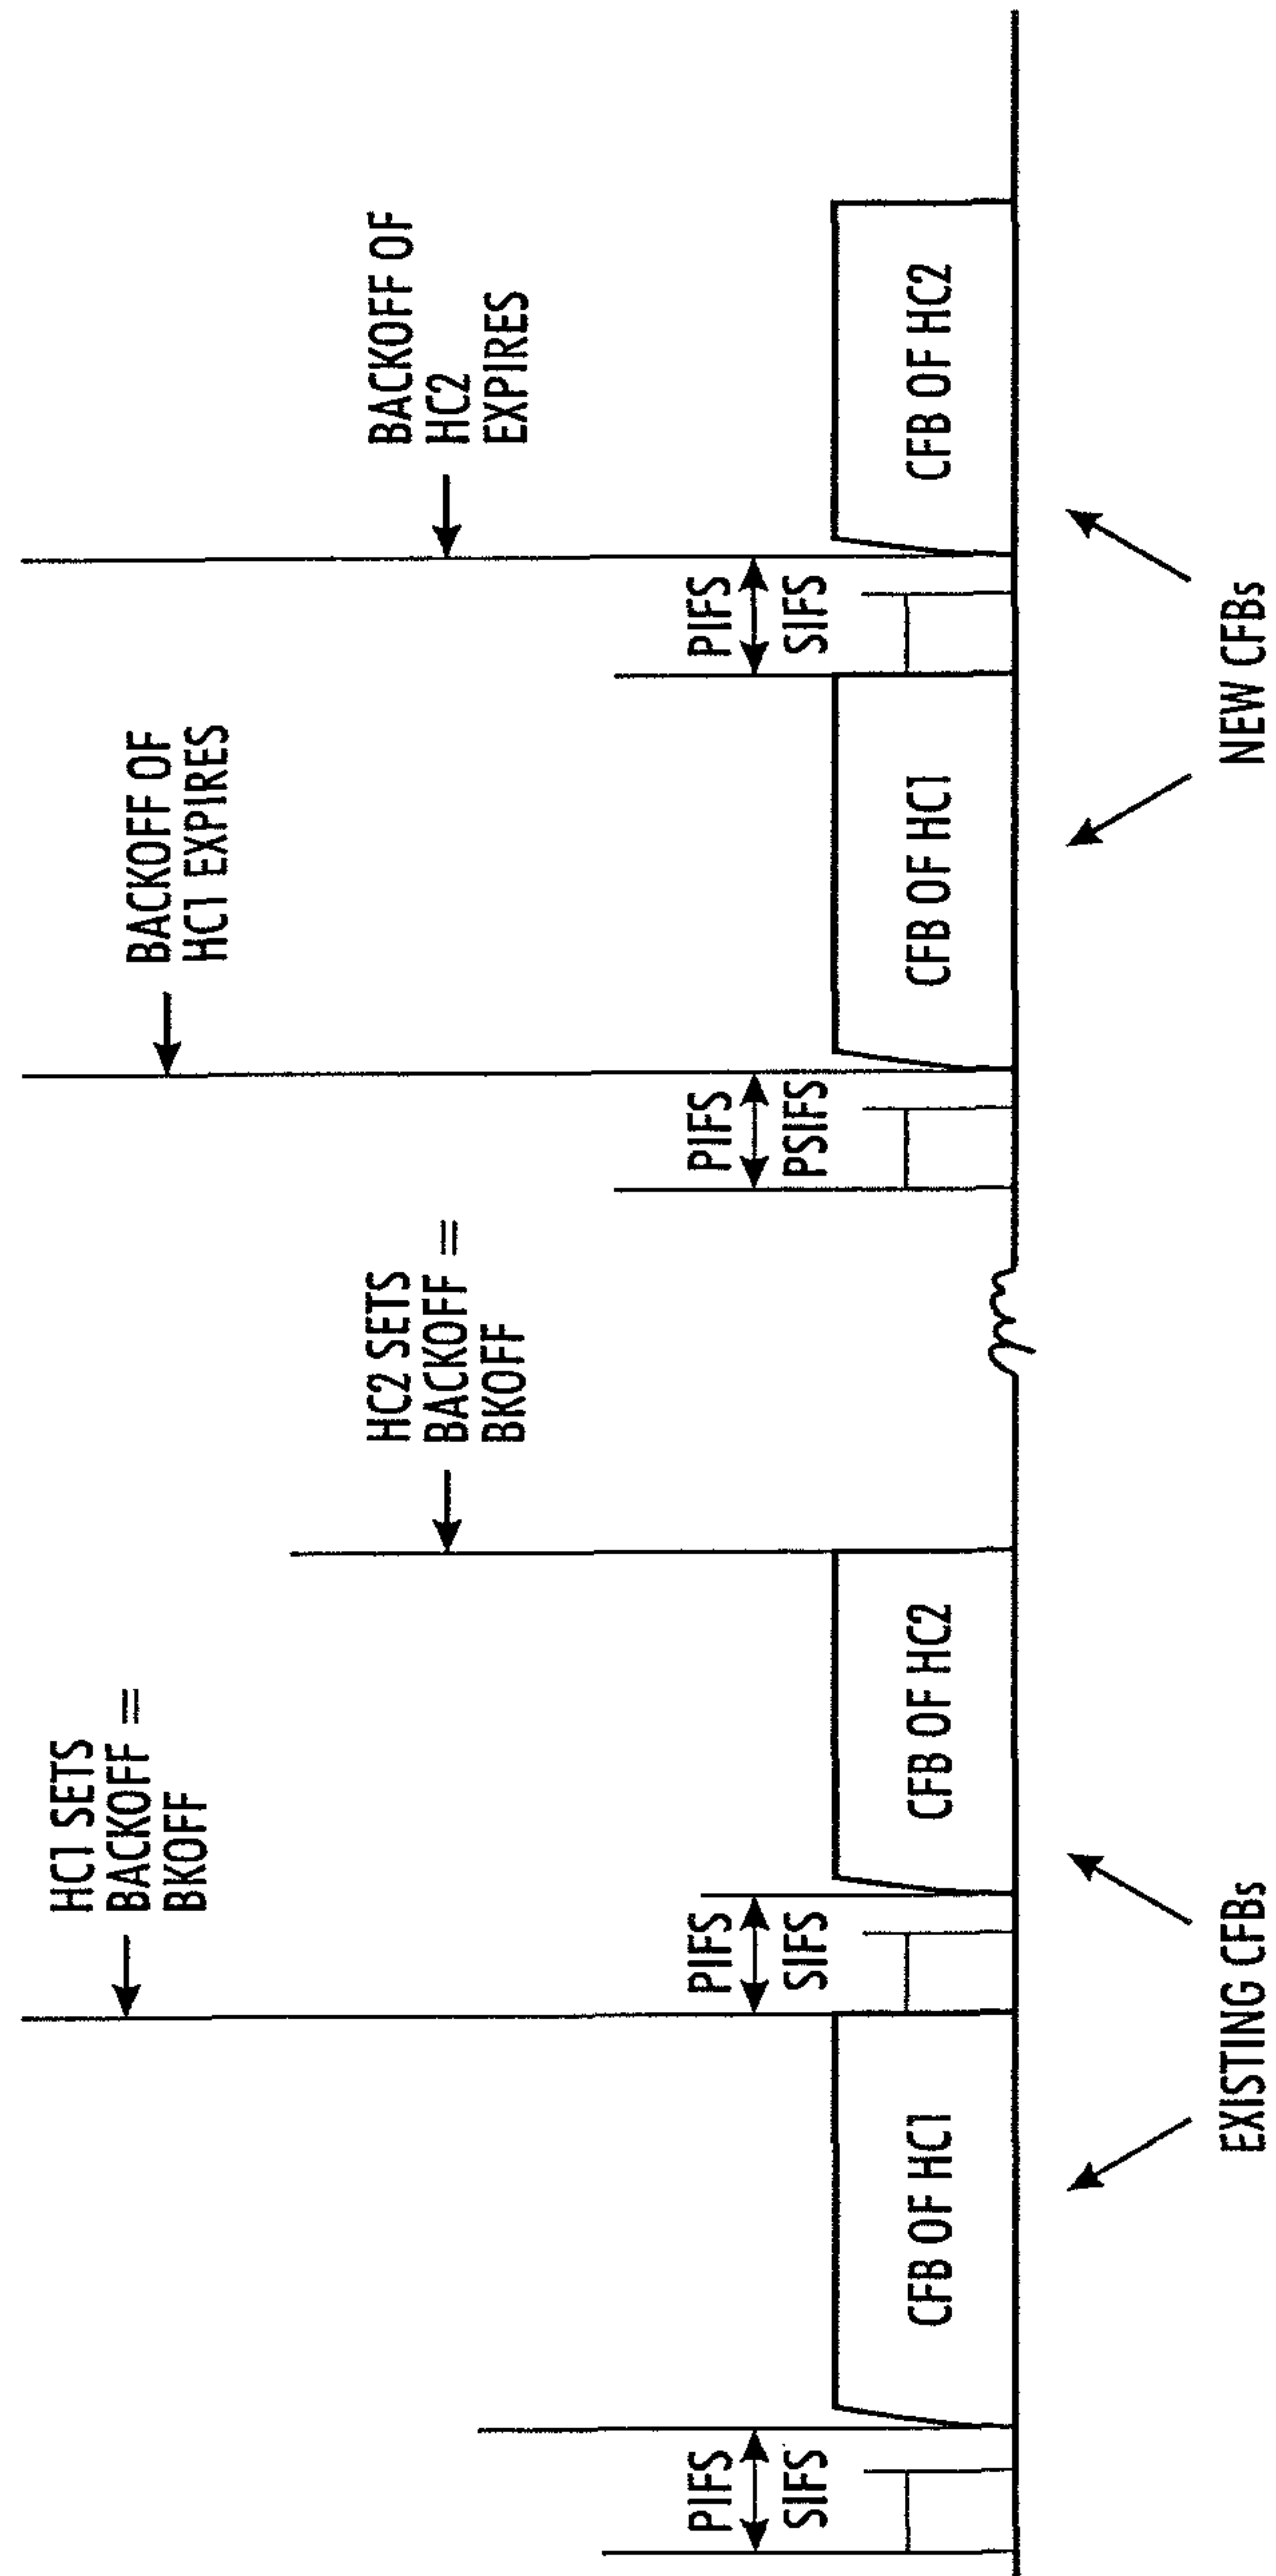 HC1 SETS
BACKOFF =
BKOFF
BACKOFF OF
HC1 EXPIRES
HC2 SETS
BACKOFF =
BKOFF
BACKOFF OF
HC2
EXPIRES
PIFS
SIFS
PIFS
SIFS
PIFS
PSIFS
PIFS
SIFS
CFB OF HC1
CFB OF HC2
CFB OF HC1
CFB OF HC2
EXISTING CFBs
NEW CFBs